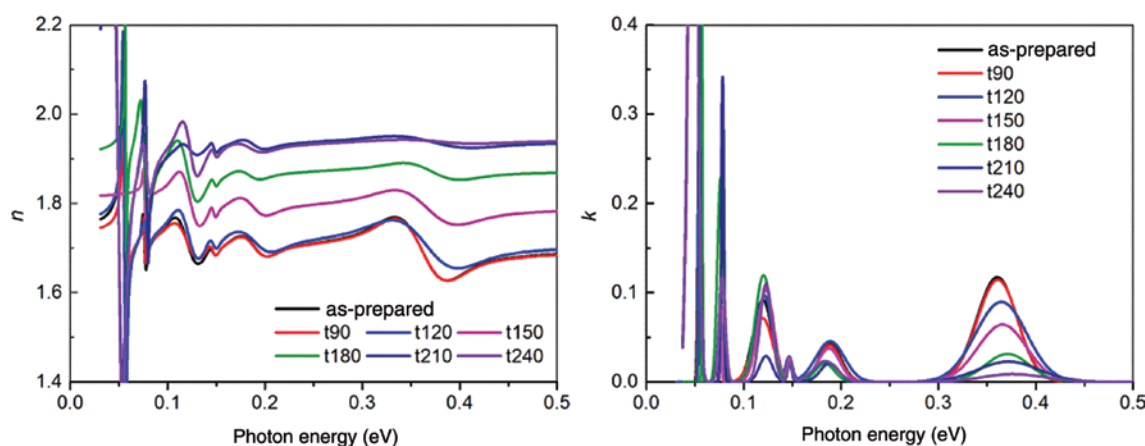 2.2
2.0
1.8
1.6
1.4
n
as-prepared
t90 t120 t150
t180 t210 t240
0.0 0.1 0.2 0.3 0.4 0.5
Photon energy (eV)
0.4
0.3
0.2
0.1
0.0
k
as-prepared
t90
t120
t150
t180
t210
t240
0.0 0.1 0.2 0.3 0.4 0.5
Photon energy (eV)